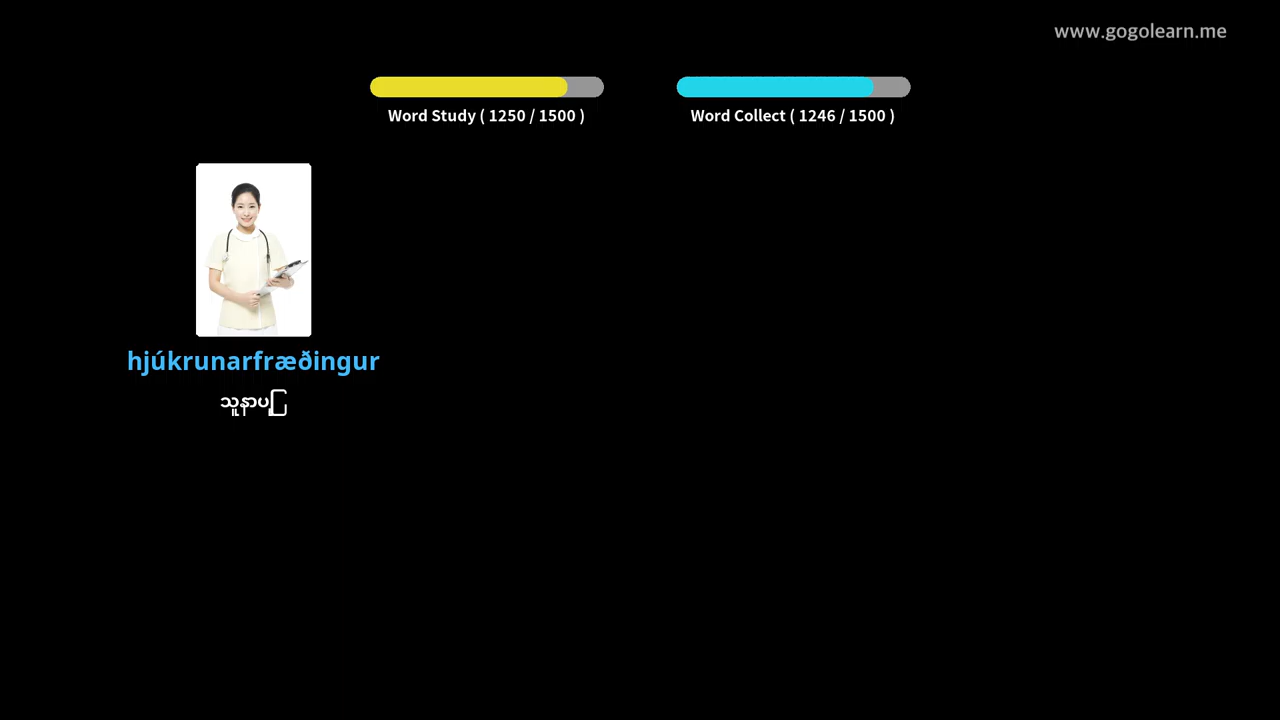 www.gogolearn.me
Word Study ( 1250 / 1500 )
Word Collect ( 1246 / 1500 )
hjúkrunarfræðingur
သူနာပြု